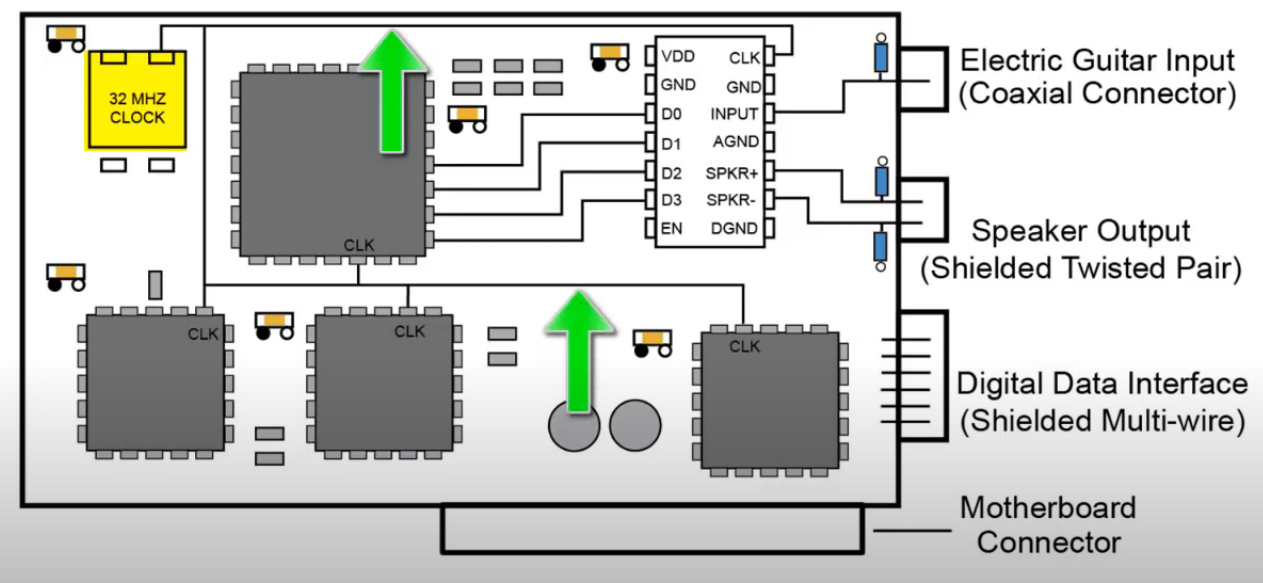 32 MHZ
CLOCK
VDD CLK
GND GND
D0 INPUT
D1 AGND
D2 SPKR+
D3 SPKR-
EN DGND
CLK
CLK
CLK
CLK
Electric Guitar Input
(Coaxial Connector)
Speaker Output
(Shielded Twisted Pair)
Digital Data Interface
(Shielded Multi-wire)
Motherboard
Connector